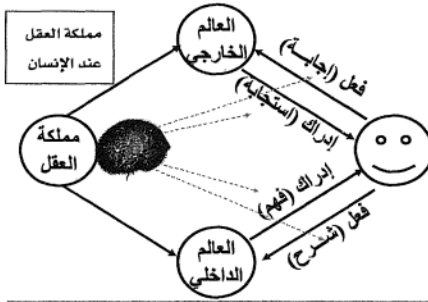 مملكة العقل
عند الإنسان
العالم
الخارجي
فعل (إجابة)
إدراك (استجابة)
مملكة
العقل
إدراك (فهم)
فعل (شرح)
العالم
الداخلي